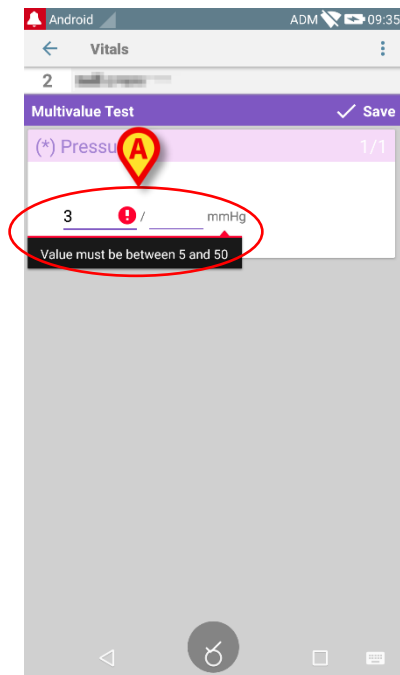 Android ADM 09:35
Vitals
2
Multivalue Test Save
(*) Pressu 1/1
A
3 / mmHg
Value must be between 5 and 50